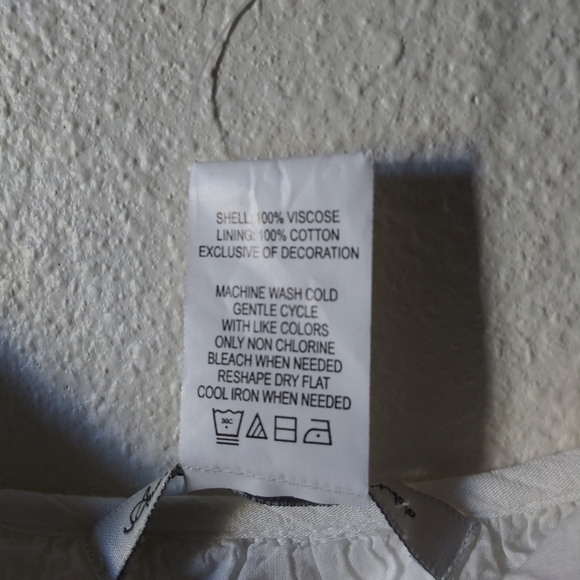 SHELL: 100% VISCOSE
LINING: 100% COTTON
EXCLUSIVE OF DECORATION
MACHINE WASH COLD
GENTLE CYCLE
WITH LIKE COLORS
ONLY NON CHLORINE
BLEACH WHEN NEEDED
RESHAPE DRY FLAT
COOL IRON WHEN NEEDED
30C